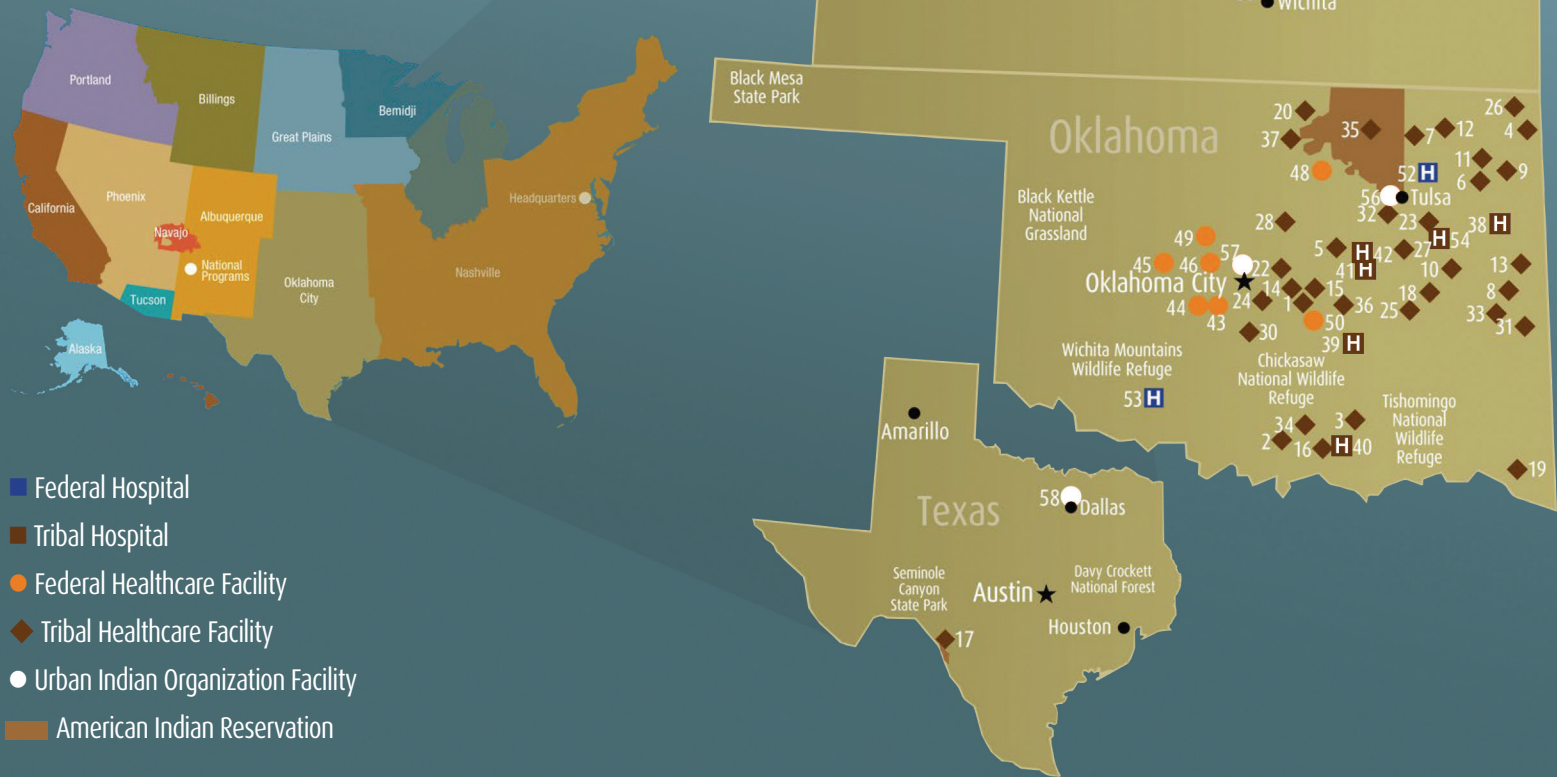 Portland
Billings
Great Plains
Bemidji
California
Phoenix
Navajo
Albuquerque
National
Programs
Tucson
Oklahoma
City
Nashville
Headquarters
Alaska
Federal Hospital
Tribal Hospital
Federal Healthcare Facility
Tribal Healthcare Facility
Urban Indian Organization Facility
American Indian Reservation
Wichita
Black Mesa
State Park
Oklahoma
20
26
37
35
7
12
4
48
52 H
11
9
6
56
Tulsa
Black Kettle
National
Grassland
32
28
23
38 H
49
57
5
H 42
27
H 54
45
46
22
41 H
10
13
Oklahoma City
14
15
18
8
44
43
24
1
36
25
33
31
30
50
39 H
Wichita Mountains
Wildlife Refuge
53 H
Chickasaw
National Wildlife
Refuge
34
3
2
16
H 40
Tishomingo
National
Wildlife
Refuge
19
Amarillo
Texas
58
Dallas
Seminole
Canyon
State Park
Austin
Davy Crockett
National Forest
Houston
17